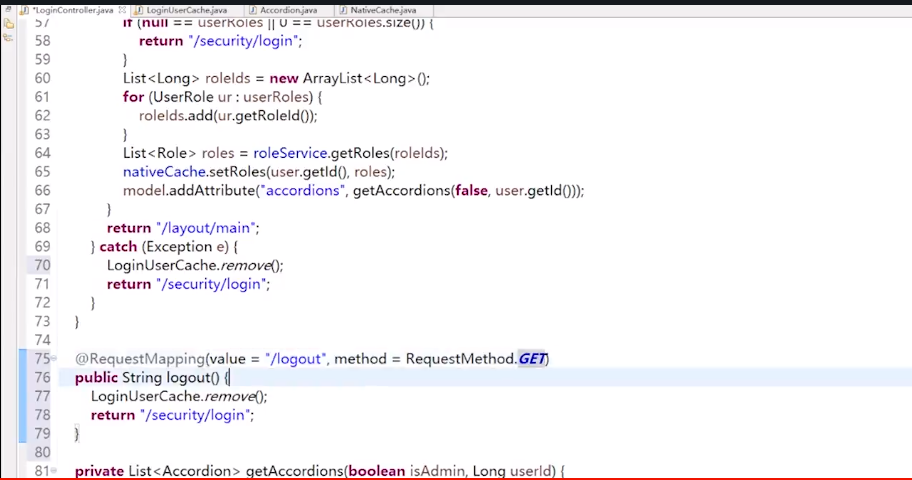 *LoginController.java LoginUserCache.java Accordion.java NativeCache.java
57 if (null == userRoles || 0 == userRoles.size()) {
58 return "/security/login";
59 }
60 List<Long> roleIds = new ArrayList<Long>();
61 for (UserRole ur : userRoles) {
62 roleIds.add(ur.getRoleId());
63 }
64 List<Role> roles = roleService.getRoles(roleIds);
65 nativeCache.setRoles(user.getId(), roles);
66 model.addAttribute("accordions", getAccordions(false, user.getId()));
67 }
68 return "/layout/main";
69 } catch (Exception e) {
70 LoginUserCache.remove();
71 return "/security/login";
72 }
73 }
74
75 @RequestMapping(value = "/logout", method = RequestMethod.GET)
76 public String logout() {
77 LoginUserCache.remove();
78 return "/security/login";
79 }
80
81 private List<Accordion> getAccordions(boolean isAdmin, Long userId) {